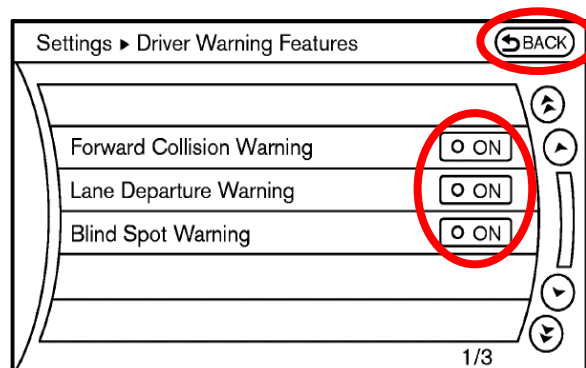 Settings ▸ Driver Warning Features BACK
Forward Collision Warning ON
Lane Departure Warning ON
Blind Spot Warning ON
1/3